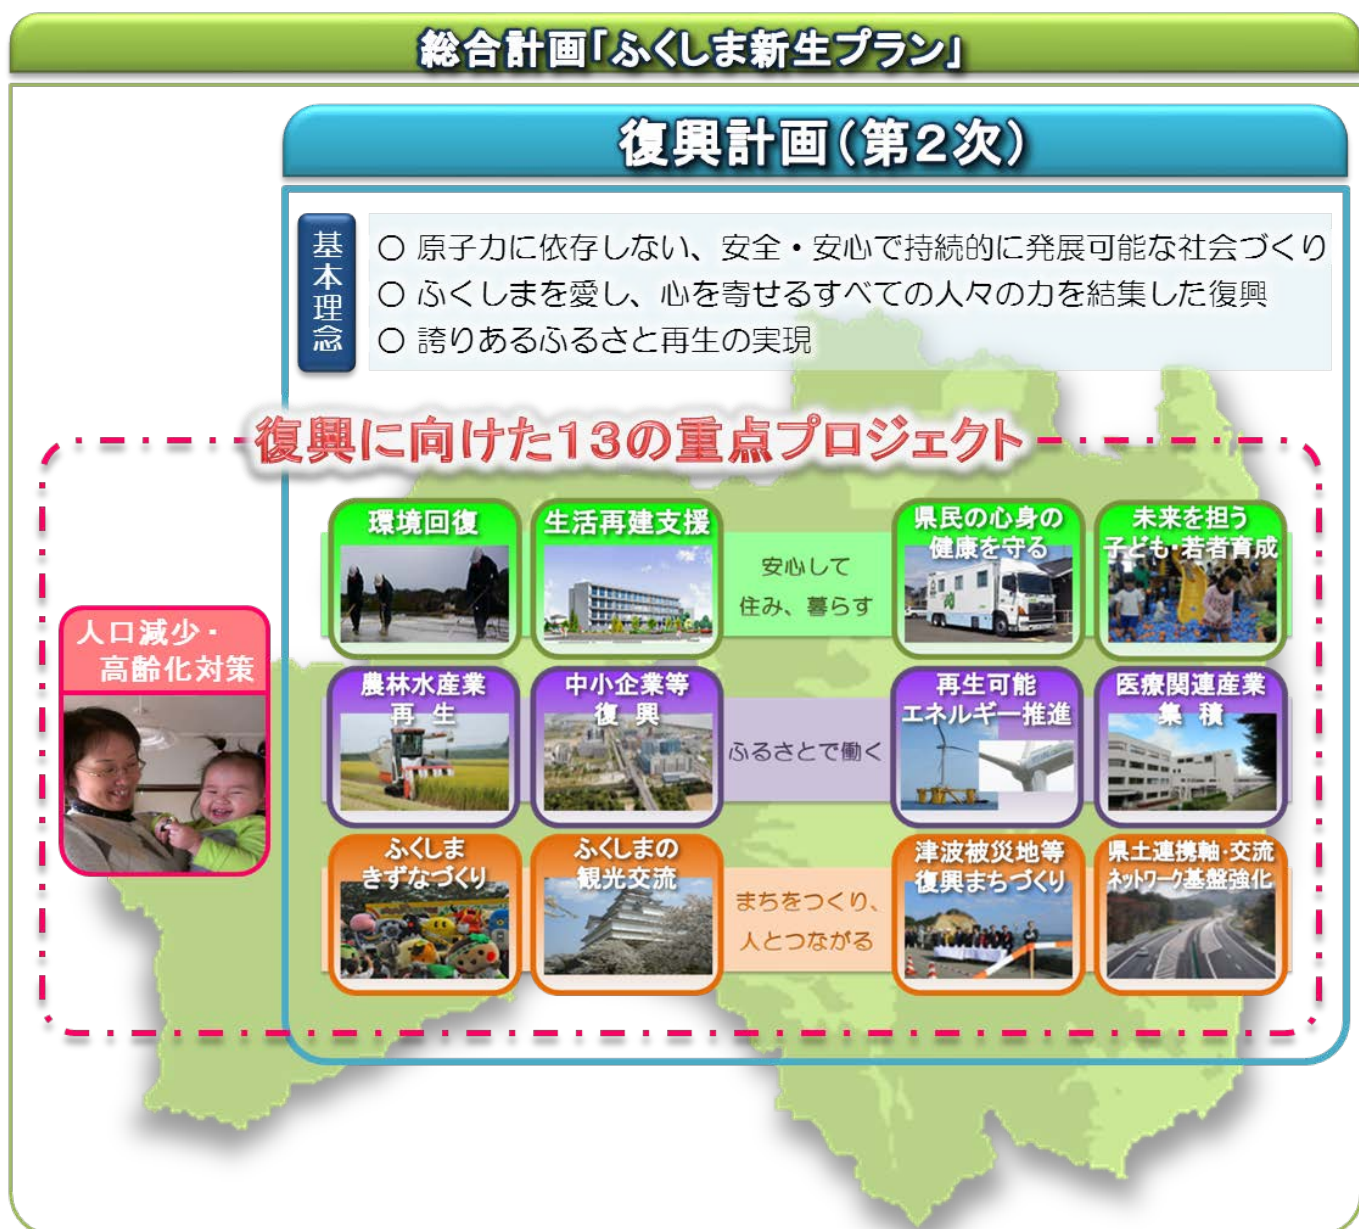 総合計画「ふくしま新生プラン」
復興計画（第２次）
基本理念
○ 原子力に依存しない、安全・安心で持続的に発展可能な社会づくり
○ ふくしまを愛し、心を寄せるすべての人々の力を結集した復興
○ 誇りあるふるさと再生の実現
復興に向けた13の重点プロジェクト
人口減少・
高齢化対策
環境回復
生活再建支援
安心して
住み、暮らす
県民の心身の
健康を守る
未来を担う
子ども・若者育成
農林水産業
再 生
中小企業等
復 興
ふるさとで働く
再生可能
エネルギー推進
医療関連産業
集 積
ふくしま
きずなづくり
ふくしまの
観光交流
まちをつくり、
人とつながる
津波被災地等
復興まちづくり
県土連携軸・交流
ネットワーク基盤強化